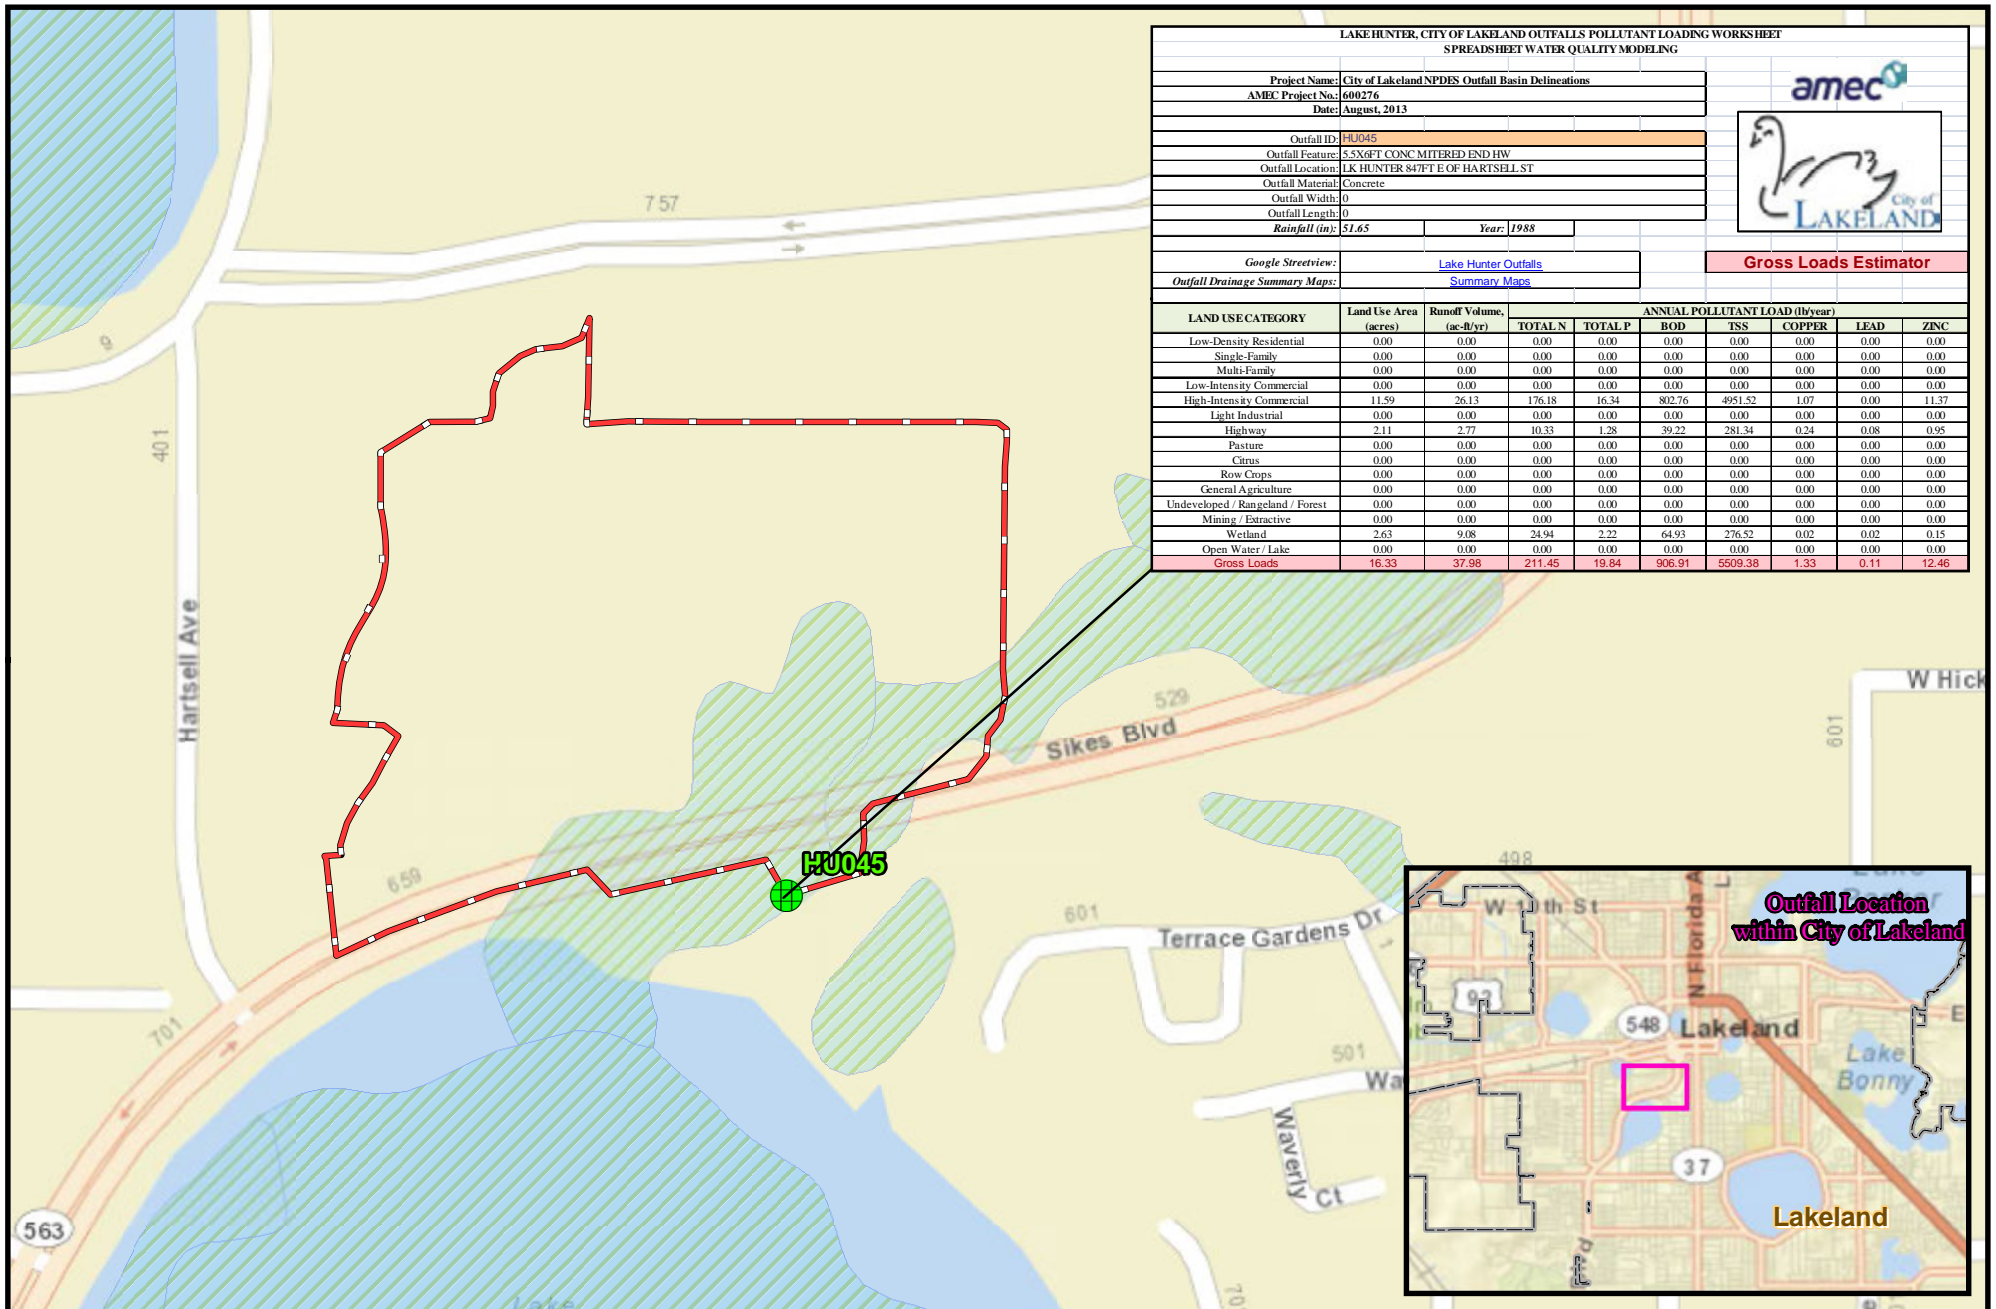 LAKE HUNTER, CITY OF LAKELAND OUTFALLS POLLUTANT LOADING WORKSHEET
SPREADSHEET WATER QUALITY MODELING
Project Name: City of Lakeland NPDES Outfall Basin Delineations
AMEC Project No.: 600276
Date: August, 2013
amec
Outfall ID: HU045
Outfall Feature: 5.5X6FT CONC MITERED END HW
Outfall Location: LK HUNTER 847FT E OF HARTSELL ST
Outfall Material: Concrete
Outfall Width: 0
Outfall Length: 0
Rainfall (in): 51.65 Year: 1988
City of
LAKELAND
Google Streetview: Lake Hunter Outfalls
Gross Loads Estimator
Outfall Drainage Summary Maps: Summary Maps
LAND USE CATEGORY Land Use Area (acres) Runoff Volume, (ac-ft/yr) ANNUAL POLLUTANT LOAD (lb/year)
TOTAL N TOTAL P BOD TSS COPPER LEAD ZINC
Low-Density Residential 0.00 0.00 0.00 0.00 0.00 0.00 0.00 0.00 0.00
Single-Family 0.00 0.00 0.00 0.00 0.00 0.00 0.00 0.00 0.00
Multi-Family 0.00 0.00 0.00 0.00 0.00 0.00 0.00 0.00 0.00
Low-Intensity Commercial 0.00 0.00 0.00 0.00 0.00 0.00 0.00 0.00 0.00
High-Intensity Commercial 11.59 26.13 176.18 16.34 802.76 4951.52 1.07 0.00 11.37
Light Industrial 0.00 0.00 0.00 0.00 0.00 0.00 0.00 0.00 0.00
Highway 2.11 2.77 10.33 1.28 39.22 281.34 0.24 0.08 0.95
Pasture 0.00 0.00 0.00 0.00 0.00 0.00 0.00 0.00 0.00
Citrus 0.00 0.00 0.00 0.00 0.00 0.00 0.00 0.00 0.00
Row Crops 0.00 0.00 0.00 0.00 0.00 0.00 0.00 0.00 0.00
General Agriculture 0.00 0.00 0.00 0.00 0.00 0.00 0.00 0.00 0.00
Undeveloped / Rangeland / Forest 0.00 0.00 0.00 0.00 0.00 0.00 0.00 0.00 0.00
Mining / Extractive 0.00 0.00 0.00 0.00 0.00 0.00 0.00 0.00 0.00
Wetland 2.63 9.08 24.94 2.22 64.93 276.52 0.02 0.02 0.15
Open Water / Lake 0.00 0.00 0.00 0.00 0.00 0.00 0.00 0.00 0.00
Gross Loads 16.33 37.98 211.45 19.84 906.91 5509.38 1.33 0.11 12.46
757
9
401
Hartsell Ave
529
Sikes Blvd
W Hick
601
HU045
659
498
601
Terrace Gardens Dr
701
501
Wa
Waverly Ct
563
Lake
Outfall Location
within City of Lakeland
N Florida A
92
548
Lakeland
Lake
Bonny
E
37
Lakeland